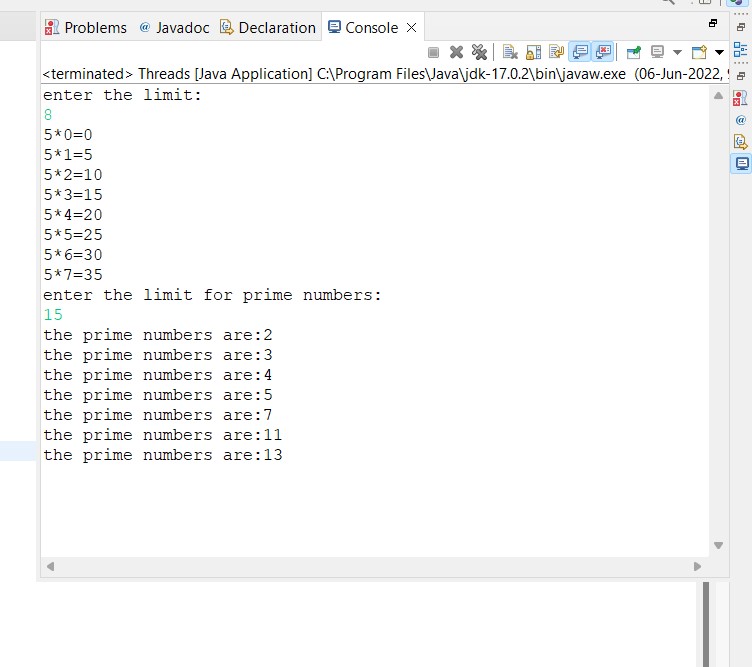 Problems @ Javadoc Declaration Console
<terminated> Threads [Java Application] C:\Program Files\Java\jdk-17.0.2\bin\javaw.exe (06-Jun-2022,
enter the limit:
8
5*0=0
5*1=5
5*2=10
5*3=15
5*4=20
5*5=25
5*6=30
5*7=35
enter the limit for prime numbers:
15
the prime numbers are:2
the prime numbers are:3
the prime numbers are:4
the prime numbers are:5
the prime numbers are:7
the prime numbers are:11
the prime numbers are:13